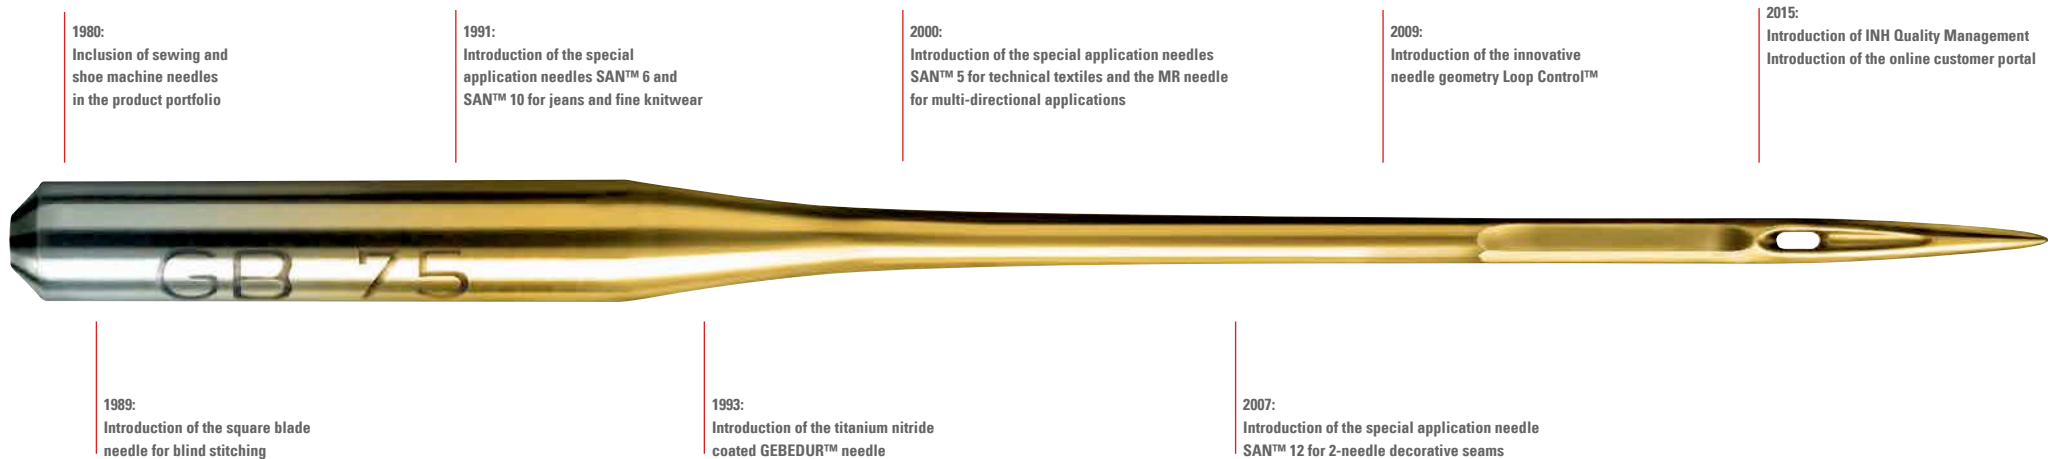 1980:
Inclusion of sewing and
shoe machine needles
in the product portfolio
1991:
Introduction of the special
application needles SAN™ 6 and
SAN™ 10 for jeans and fine knitwear
2000:
Introduction of the special application needles
SAN™ 5 for technical textiles and the MR needle
for multi-directional applications
2009:
Introduction of the innovative
needle geometry Loop Control™
2015:
Introduction of INH Quality Management
Introduction of the online customer portal
GB 75
1989:
Introduction of the square blade
needle for blind stitching
1993:
Introduction of the titanium nitride
coated GEBEDUR™ needle
2007:
Introduction of the special application needle
SAN™ 12 for 2-needle decorative seams